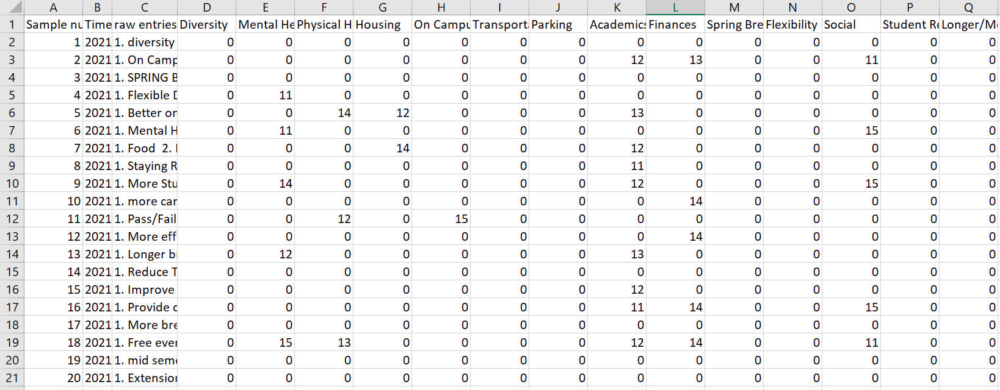 A B C D E F G H I J K L M N O P Q
1 Sample nu Time raw entries Diversity Mental He Physical H Housing On Campu Transport Parking Academics Finances Spring Bre Flexibility Social Student Re Longer/Mo
2 1 2021 1. diversity 0 0 0 0 0 0 0 0 0 0 0 0 0 0
3 2 2021 1. On Camp 0 0 0 0 0 0 0 12 13 0 0 11 0 0
4 3 2021 1. SPRING B 0 0 0 0 0 0 0 0 0 0 0 0 0 0
5 4 2021 1. Flexible D 0 11 0 0 0 0 0 0 0 0 0 0 0 0
6 5 2021 1. Better on 0 0 14 12 0 0 0 13 0 0 0 0 0 0
7 6 2021 1. Mental H 0 11 0 0 0 0 0 0 0 0 0 15 0 0
8 7 2021 1. Food 2. 0 0 0 14 0 0 0 12 0 0 0 0 0 0
9 8 2021 1. Staying R 0 0 0 0 0 0 0 11 0 0 0 0 0 0
10 9 2021 1. More Stu 0 14 0 0 0 0 0 12 0 0 0 15 0 0
11 10 2021 1. more car 0 0 0 0 0 0 0 0 14 0 0 0 0 0
12 11 2021 1. Pass/Fail 0 0 12 0 15 0 0 0 0 0 0 0 0 0
13 12 2021 1. More eff 0 0 0 0 0 0 0 0 14 0 0 0 0 0
14 13 2021 1. Longer b 0 12 0 0 0 0 0 13 0 0 0 0 0 0
15 14 2021 1. Reduce T 0 0 0 0 0 0 0 0 0 0 0 0 0 0
16 15 2021 1. Improve 0 0 0 0 0 0 0 12 0 0 0 0 0 0
17 16 2021 1. Provide c 0 0 0 0 0 0 0 11 14 0 0 15 0 0
18 17 2021 1. More bre 0 0 0 0 0 0 0 0 0 0 0 0 0 0
19 18 2021 1. Free ever 0 15 13 0 0 0 0 12 14 0 0 11 0 0
20 19 2021 1. mid seme 0 0 0 0 0 0 0 0 0 0 0 0 0 0
21 20 2021 1. Extension 0 0 0 0 0 0 0 0 0 0 0 0 0 0